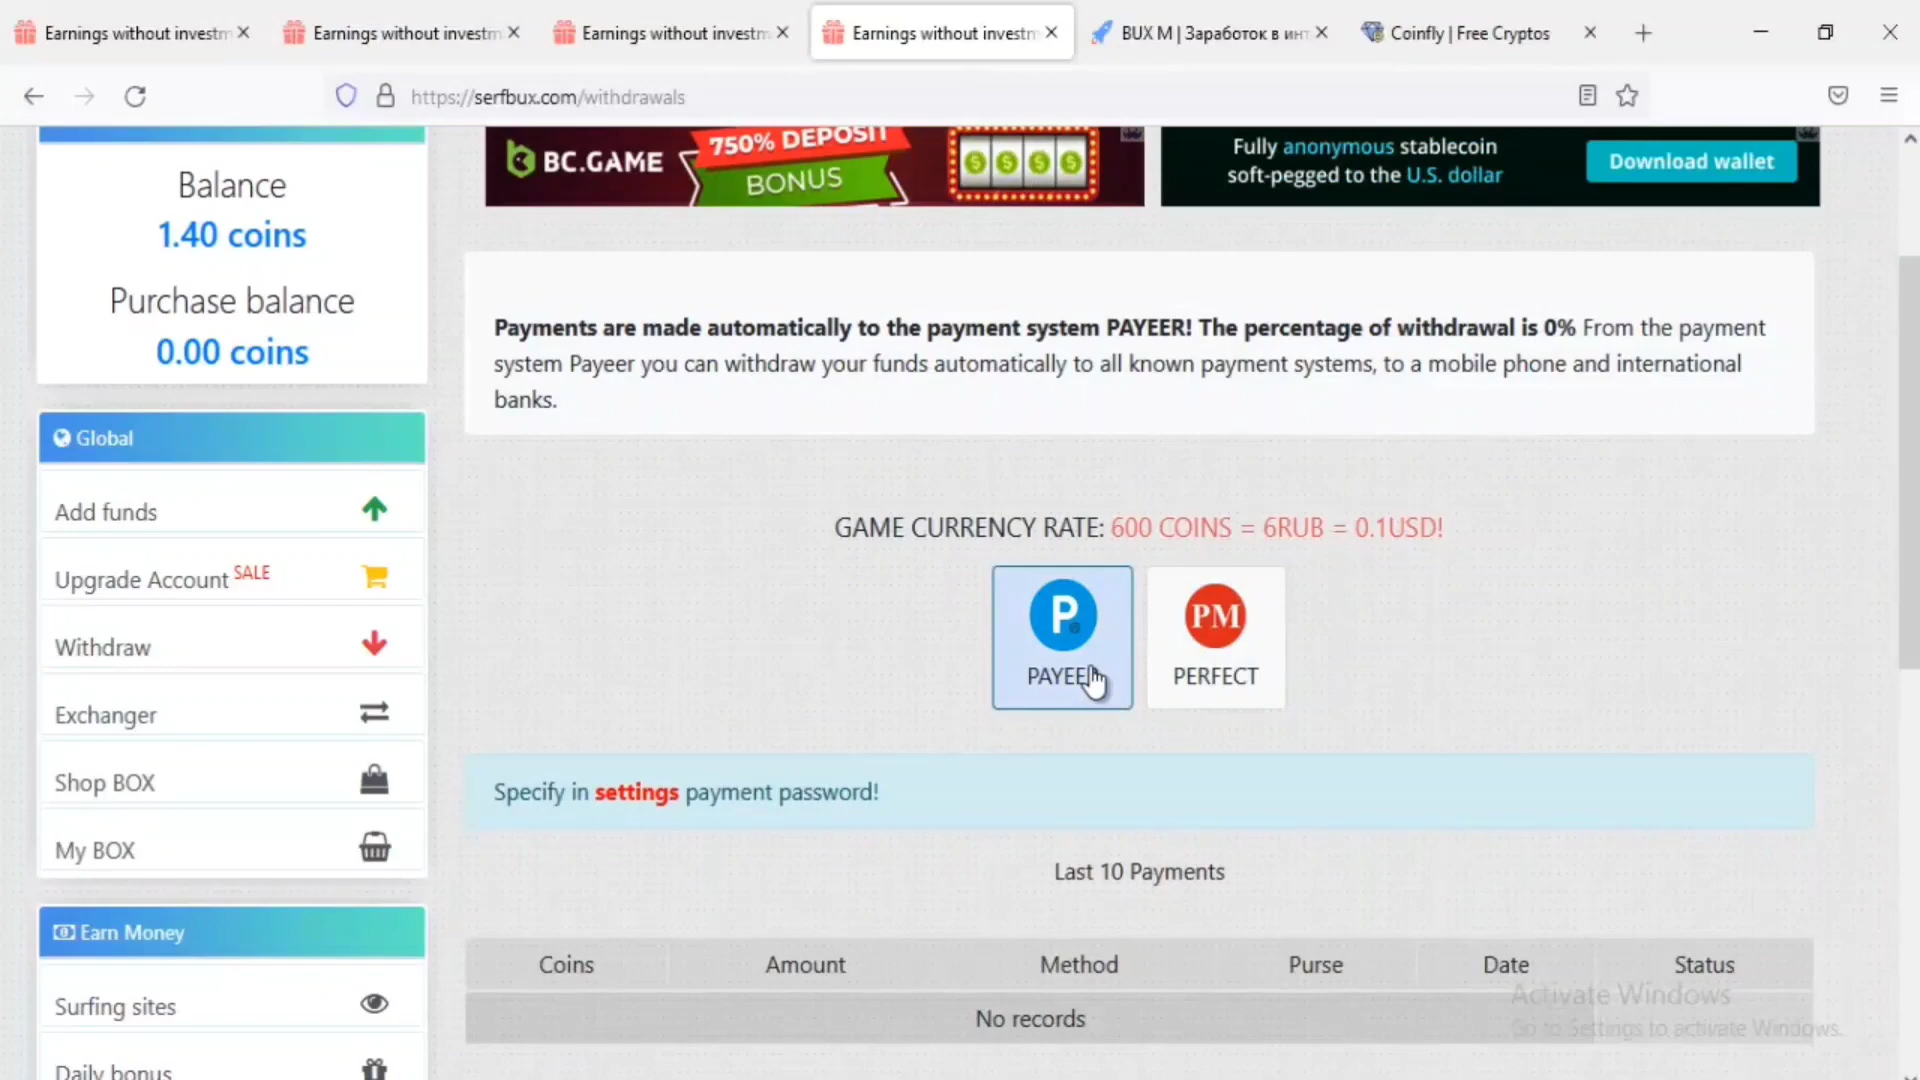 Earnings without investm
Earnings without investm
Earnings without investm
Earnings without investm
BUX M | Заработок в инт
Coinfly | Free Cryptos
https://serfbux.com/withdrawals
Balance
1.40 coins
Purchase balance
0.00 coins
Global
Add funds
Upgrade Account SALE
Withdraw
Exchanger
Shop BOX
My BOX
Earn Money
Surfing sites
Daily bonus
BC.GAME
750% DEPOSIT
BONUS
Fully anonymous stablecoin
soft-pegged to the U.S. dollar
Download wallet
Payments are made automatically to the payment system PAYEER! The percentage of withdrawal is 0% From the payment
system Payeer you can withdraw your funds automatically to all known payment systems, to a mobile phone and international
banks.
GAME CURRENCY RATE: 600 COINS = 6RUB = 0.1USD!
P
PAYEER
PM
PERFECT
Specify in settings payment password!
Last 10 Payments
Coins Amount Method Purse Date Status
No records
Activate Windows
Go to Settings to activate Windows.